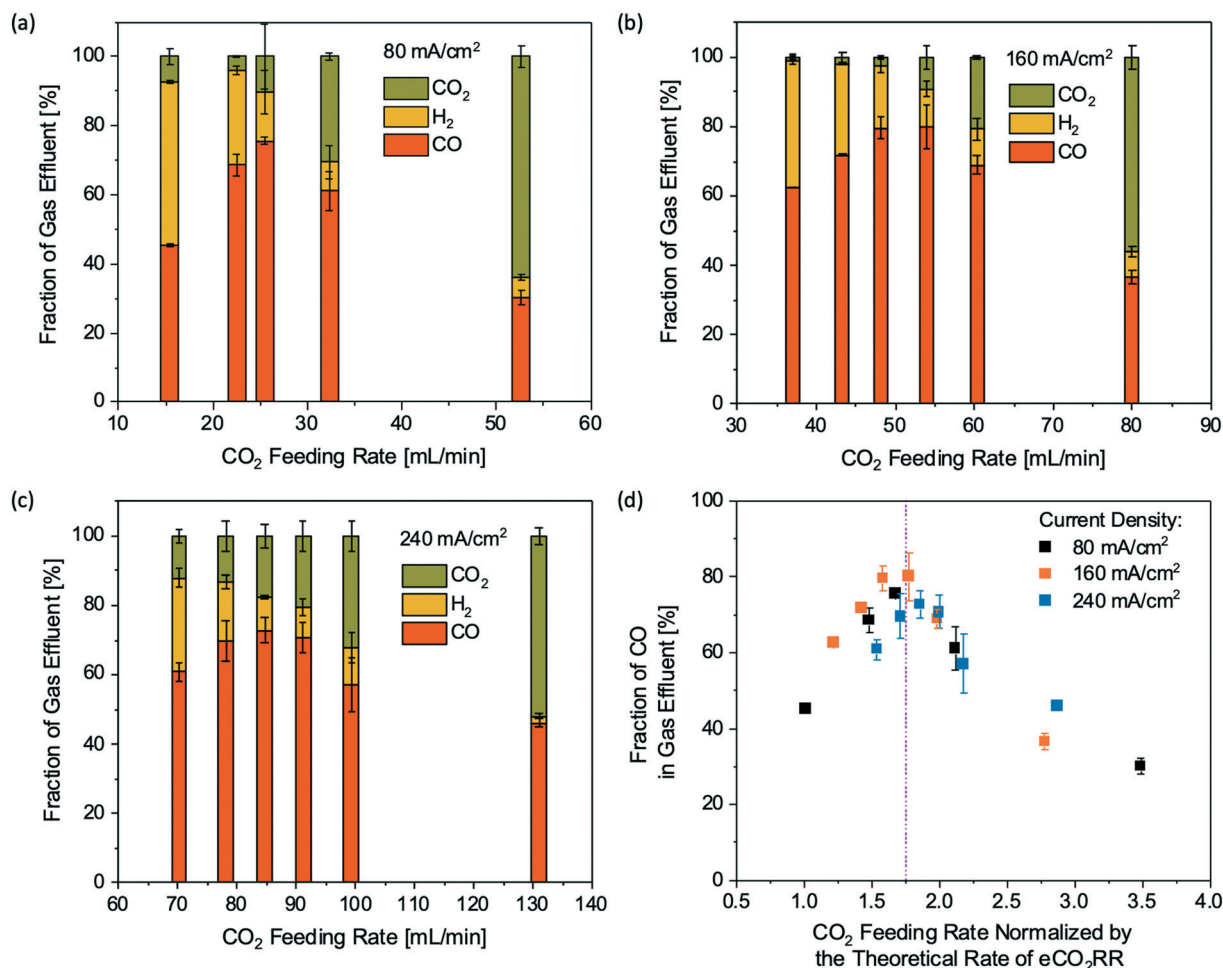 (a)
80 mA/cm²
CO₂
H₂
CO
Fraction of Gas Effluent [%]
100
80
60
40
20
0
10 20 30 40 50 60
CO₂ Feeding Rate [mL/min]
(b)
160 mA/cm²
CO₂
H₂
CO
Fraction of Gas Effluent [%]
100
80
60
40
20
0
30 40 50 60 70 80 90
CO₂ Feeding Rate [mL/min]
(c)
240 mA/cm²
CO₂
H₂
CO
Fraction of Gas Effluent [%]
100
80
60
40
20
0
60 70 80 90 100 110 120 130 140
CO₂ Feeding Rate [mL/min]
(d)
Current Density:
80 mA/cm²
160 mA/cm²
240 mA/cm²
Fraction of CO
in Gas Effluent [%]
100
80
60
40
20
0
0.5 1.0 1.5 2.0 2.5 3.0 3.5 4.0
CO₂ Feeding Rate Normalized by
the Theoretical Rate of eCO₂RR